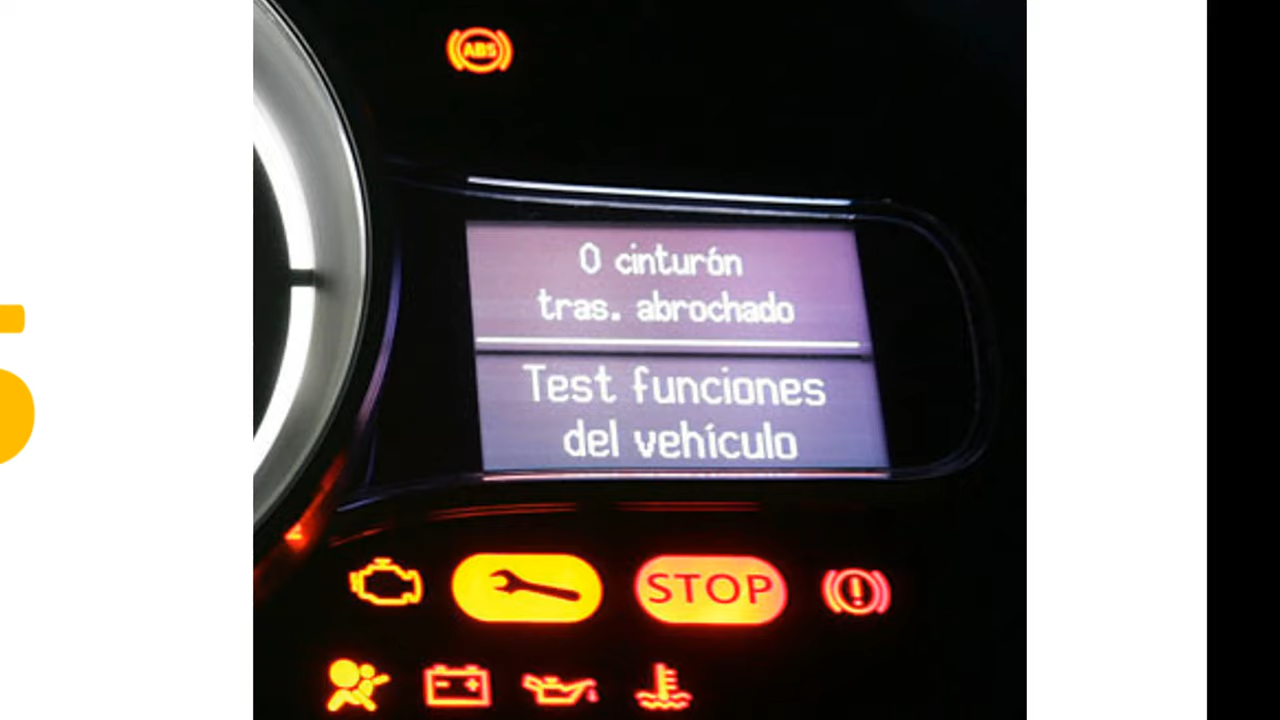 ABS
0 cinturón
tras. abrochado
Test funciones
del vehículo
STOP